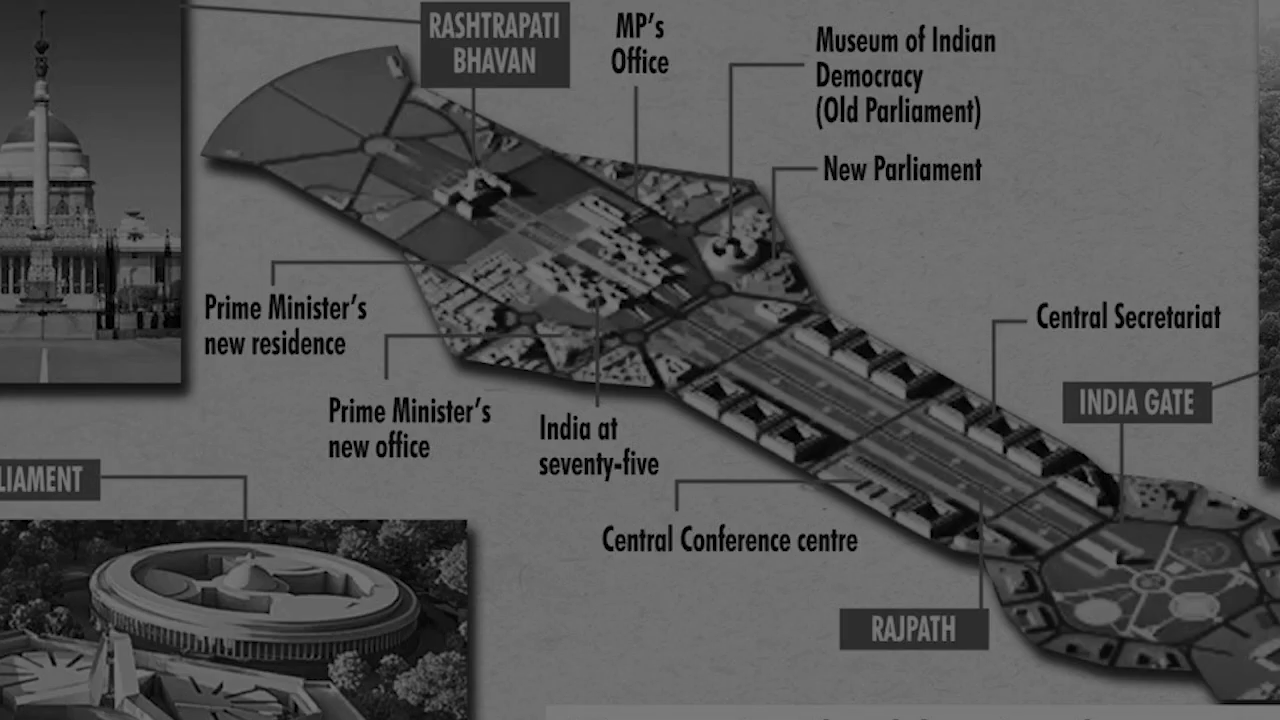 RASHTRAPATI
BHAVAN
MP's
Office
Museum of Indian
Democracy
(Old Parliament)
New Parliament
Prime Minister's
new residence
Central Secretariat
INDIA GATE
Prime Minister's
new office
India at
seventy-five
LIAMENT
Central Conference centre
RAJPATH